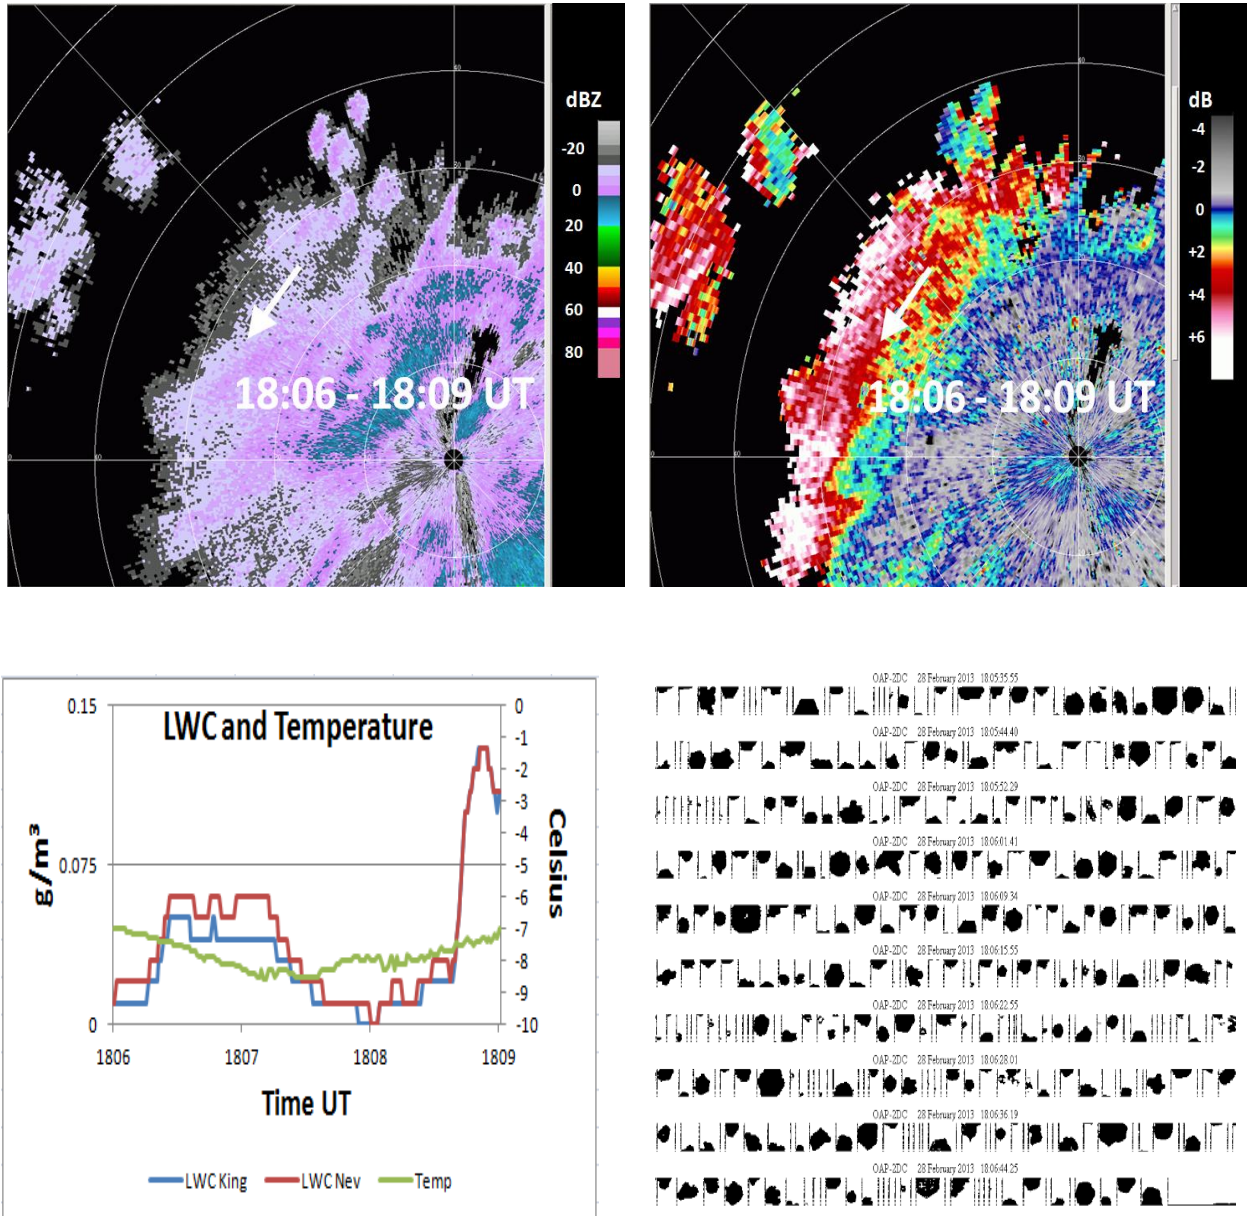 dBZ
-20
0
20
40
60
80
18:06 - 18:09 UT
dB
-4
-2
0
+2
+4
+6
18:06 - 18:09 UT
LWC and Temperature
0.15
0.075
0
g/m³
0
-1
-2
-3
-4
-5
-6
-7
-8
-9
-10
Celsius
1806
1807
1808
1809
Time UT
LWC King
LWC Nev
Temp
OAP-2DC 28 February 2013 18:05:35.55
OAP-2DC 28 February 2013 18:05:44.40
OAP-2DC 28 February 2013 18:05:52.29
OAP-2DC 28 February 2013 18:06:01.41
OAP-2DC 28 February 2013 18:06:09.34
OAP-2DC 28 February 2013 18:06:15.55
OAP-2DC 28 February 2013 18:06:22.55
OAP-2DC 28 February 2013 18:06:28.01
OAP-2DC 28 February 2013 18:06:36.19
OAP-2DC 28 February 2013 18:06:44.25